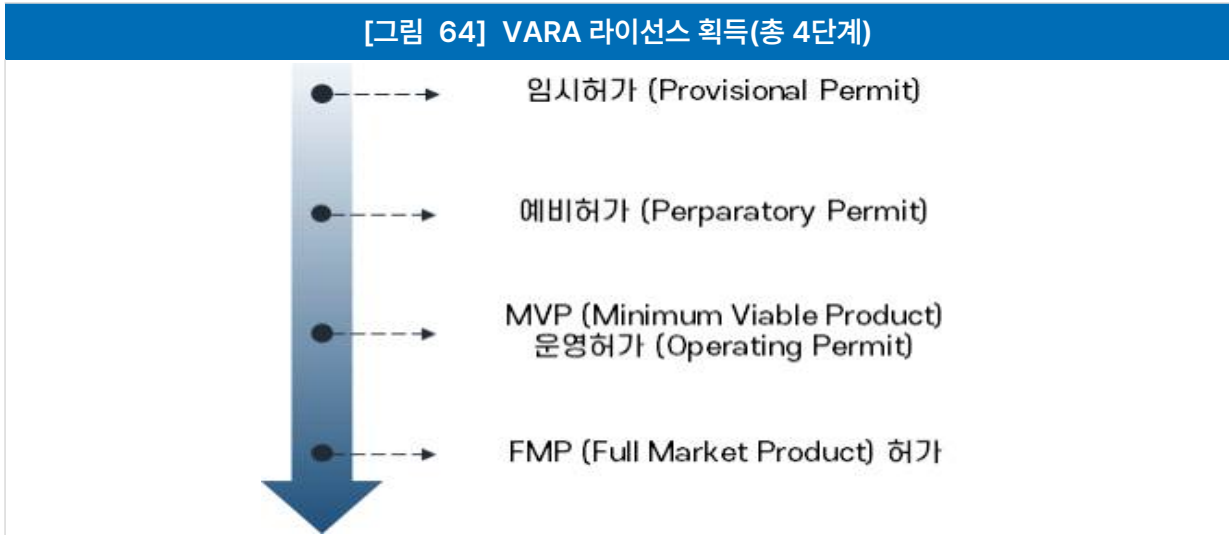 [그림 64] VARA 라이선스 획득(총 4단계)
임시허가 (Provisional Permit)
예비허가 (Perparatory Permit)
MVP (Minimum Viable Product)
운영허가 (Operating Permit)
FMP (Full Market Product) 허가